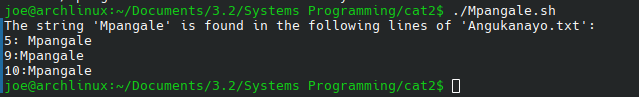 joe@archlinux:~/Documents/3.2/Systems Programming/cat2$ ./Mpangale.sh
The string 'Mpangale' is found in the following lines of 'Angukanayo.txt':
5: Mpangale
9:Mpangale
10:Mpangale
joe@archlinux:~/Documents/3.2/Systems Programming/cat2$